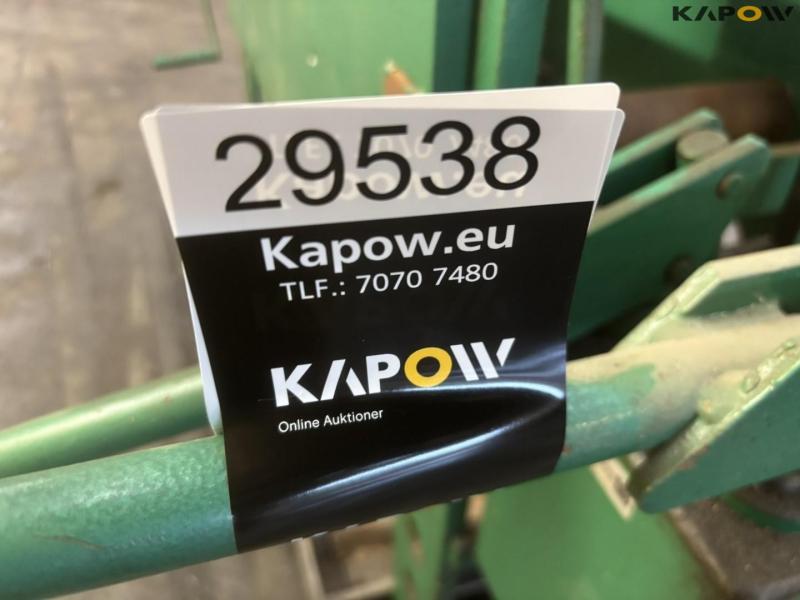 KAPOW
29538
Kapow.eu
TLF.: 7070 7480
KAPOW
Online Auktioner